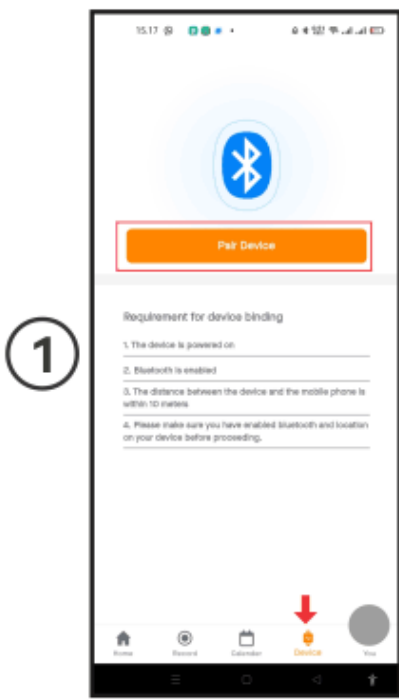 15.17
Pair Device
1
Requirement for device binding
1. The device is powered on
2. Bluetooth is enabled
3. The distance between the device and the mobile phone is
within 10 meters
4. Please make sure you have enabled bluetooth and location
on your device before proceeding.
Home Record Calendar Device You